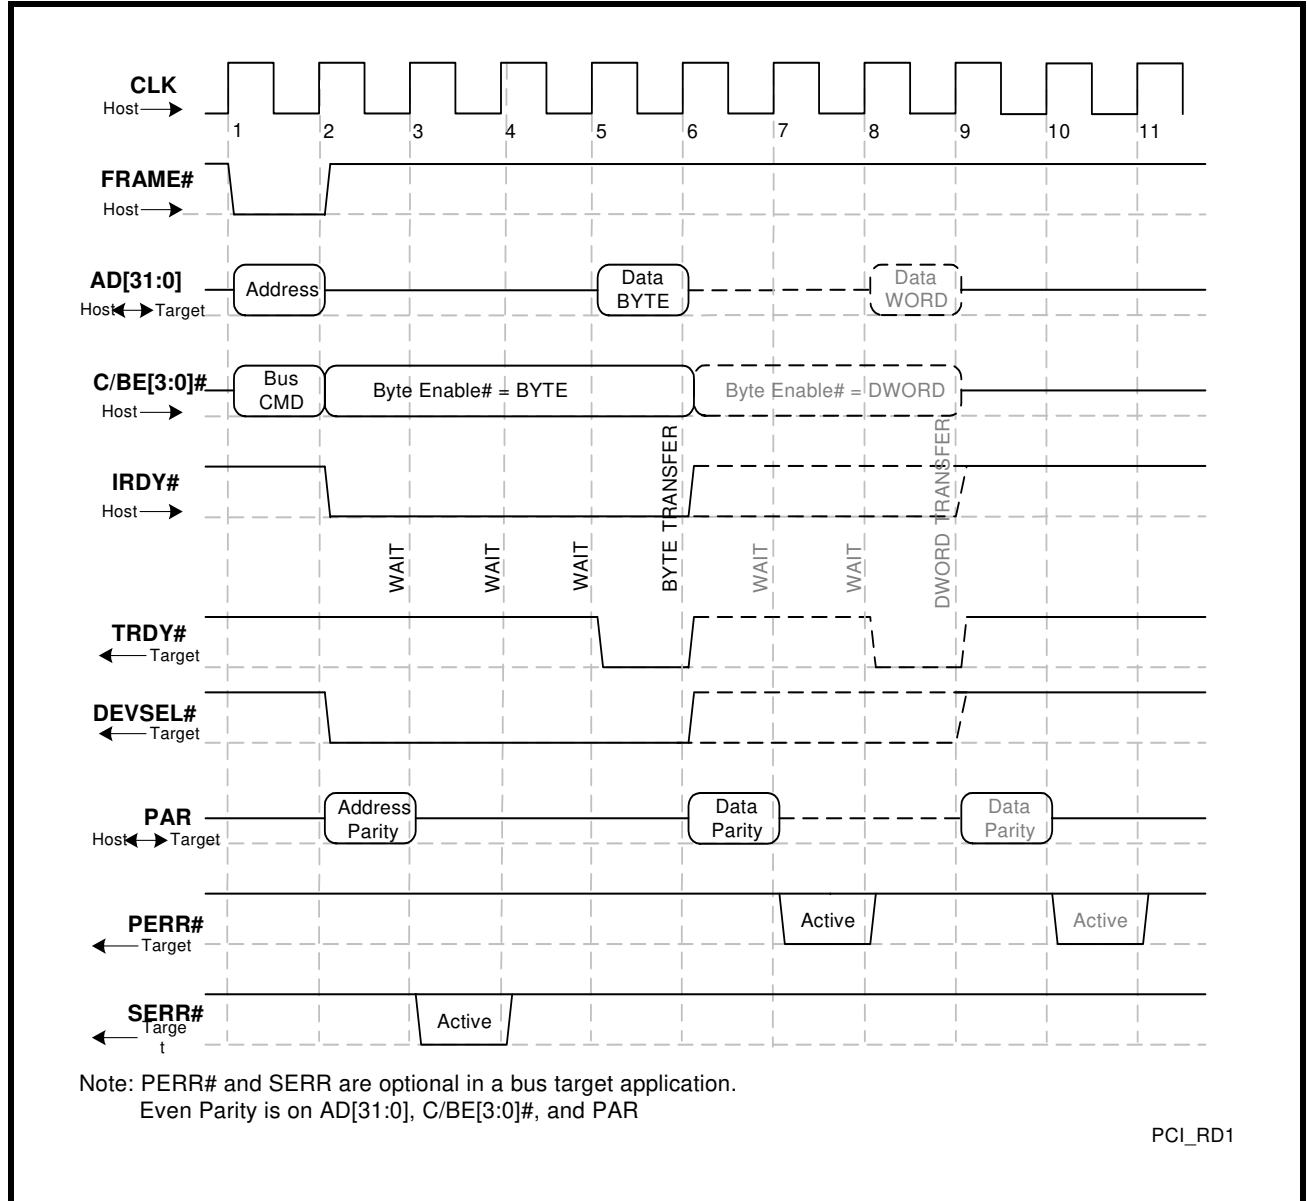 CLK
Host
1 2 3 4 5 6 7 8 9 10 11
FRAME#
Host
AD[31:0]
Host Target
Address
Data
BYTE
Data
WORD
C/BE[3:0]#
Host
Bus
CMD
Byte Enable# = BYTE
Byte Enable# = DWORD
IRDY#
Host
WAIT
WAIT
WAIT
BYTE TRANSFER
WAIT
WAIT
DWORD TRANSFER
TRDY#
Target
DEVSEL#
Target
PAR
Host Target
Address
Parity
Data
Parity
Data
Parity
PERR#
Target
Active
Active
SERR#
Targe
t
Active
Note: PERR# and SERR are optional in a bus target application.
Even Parity is on AD[31:0], C/BE[3:0]#, and PAR
PCI_RD1